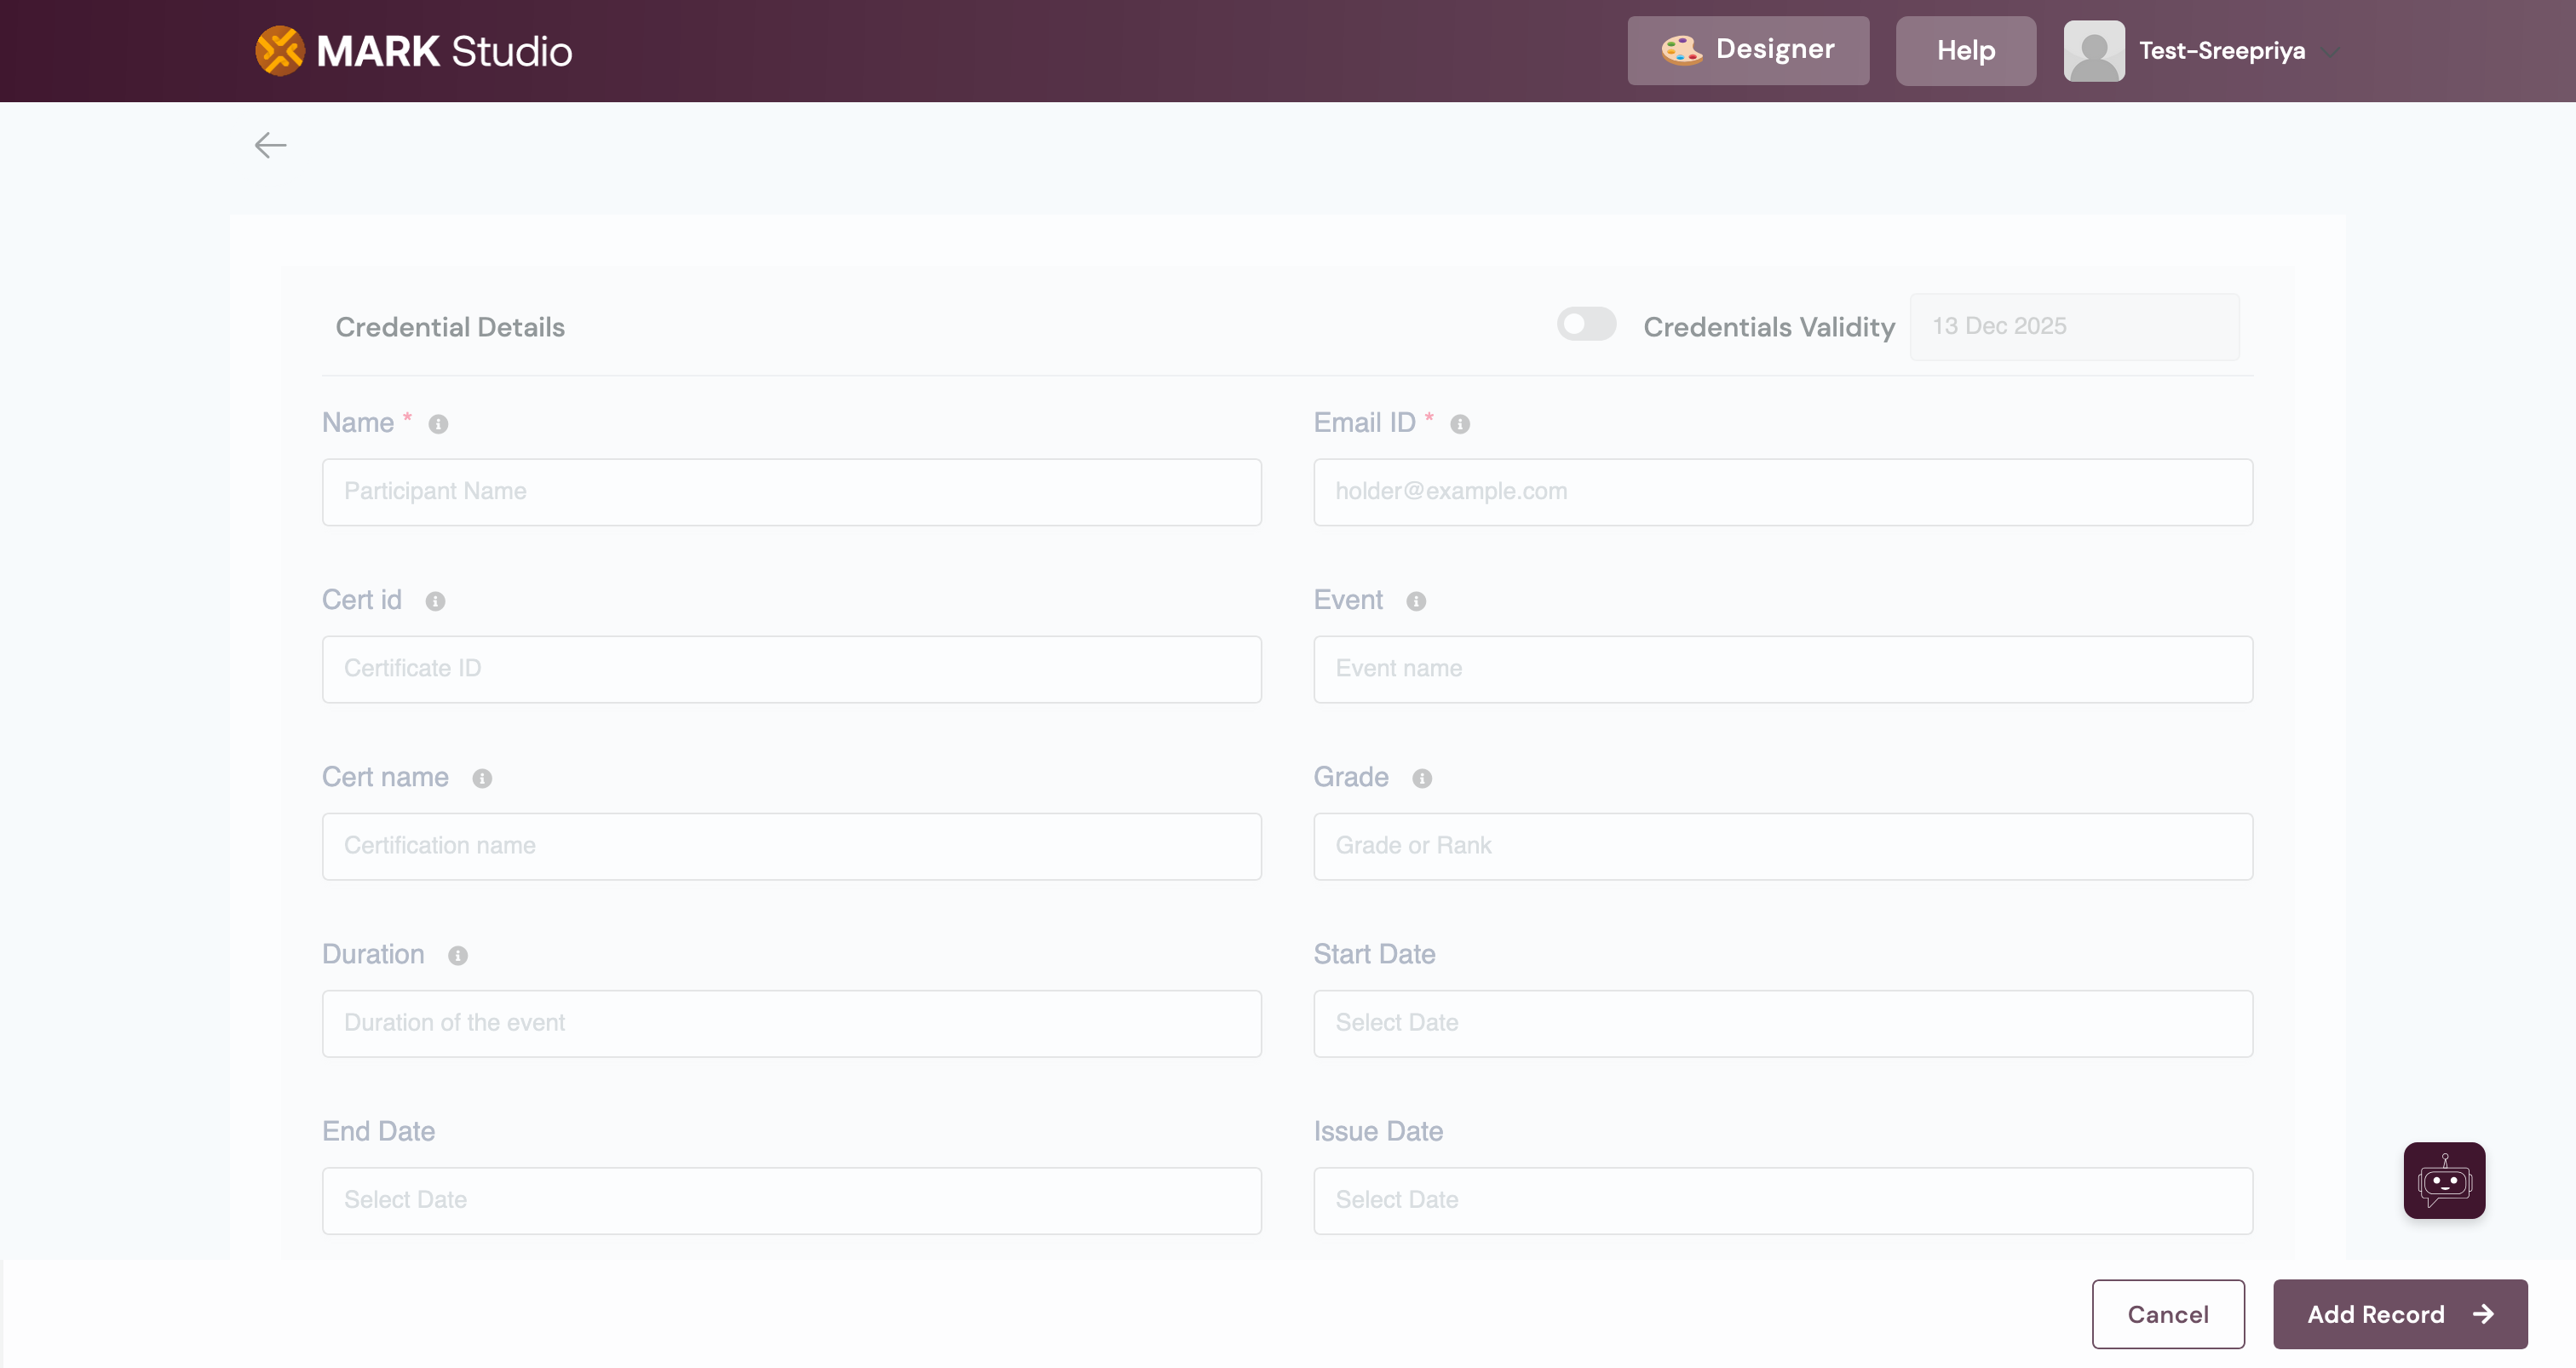 MARK Studio
Designer
Help
Test-Sreepriya
Credential Details
Credentials Validity
13 Dec 2025
Name *
Email ID *
Participant Name
holder@example.com
Cert id
Event
Certificate ID
Event name
Cert name
Grade
Certification name
Grade or Rank
Duration
Start Date
Duration of the event
Select Date
End Date
Issue Date
Select Date
Select Date
Cancel
Add Record